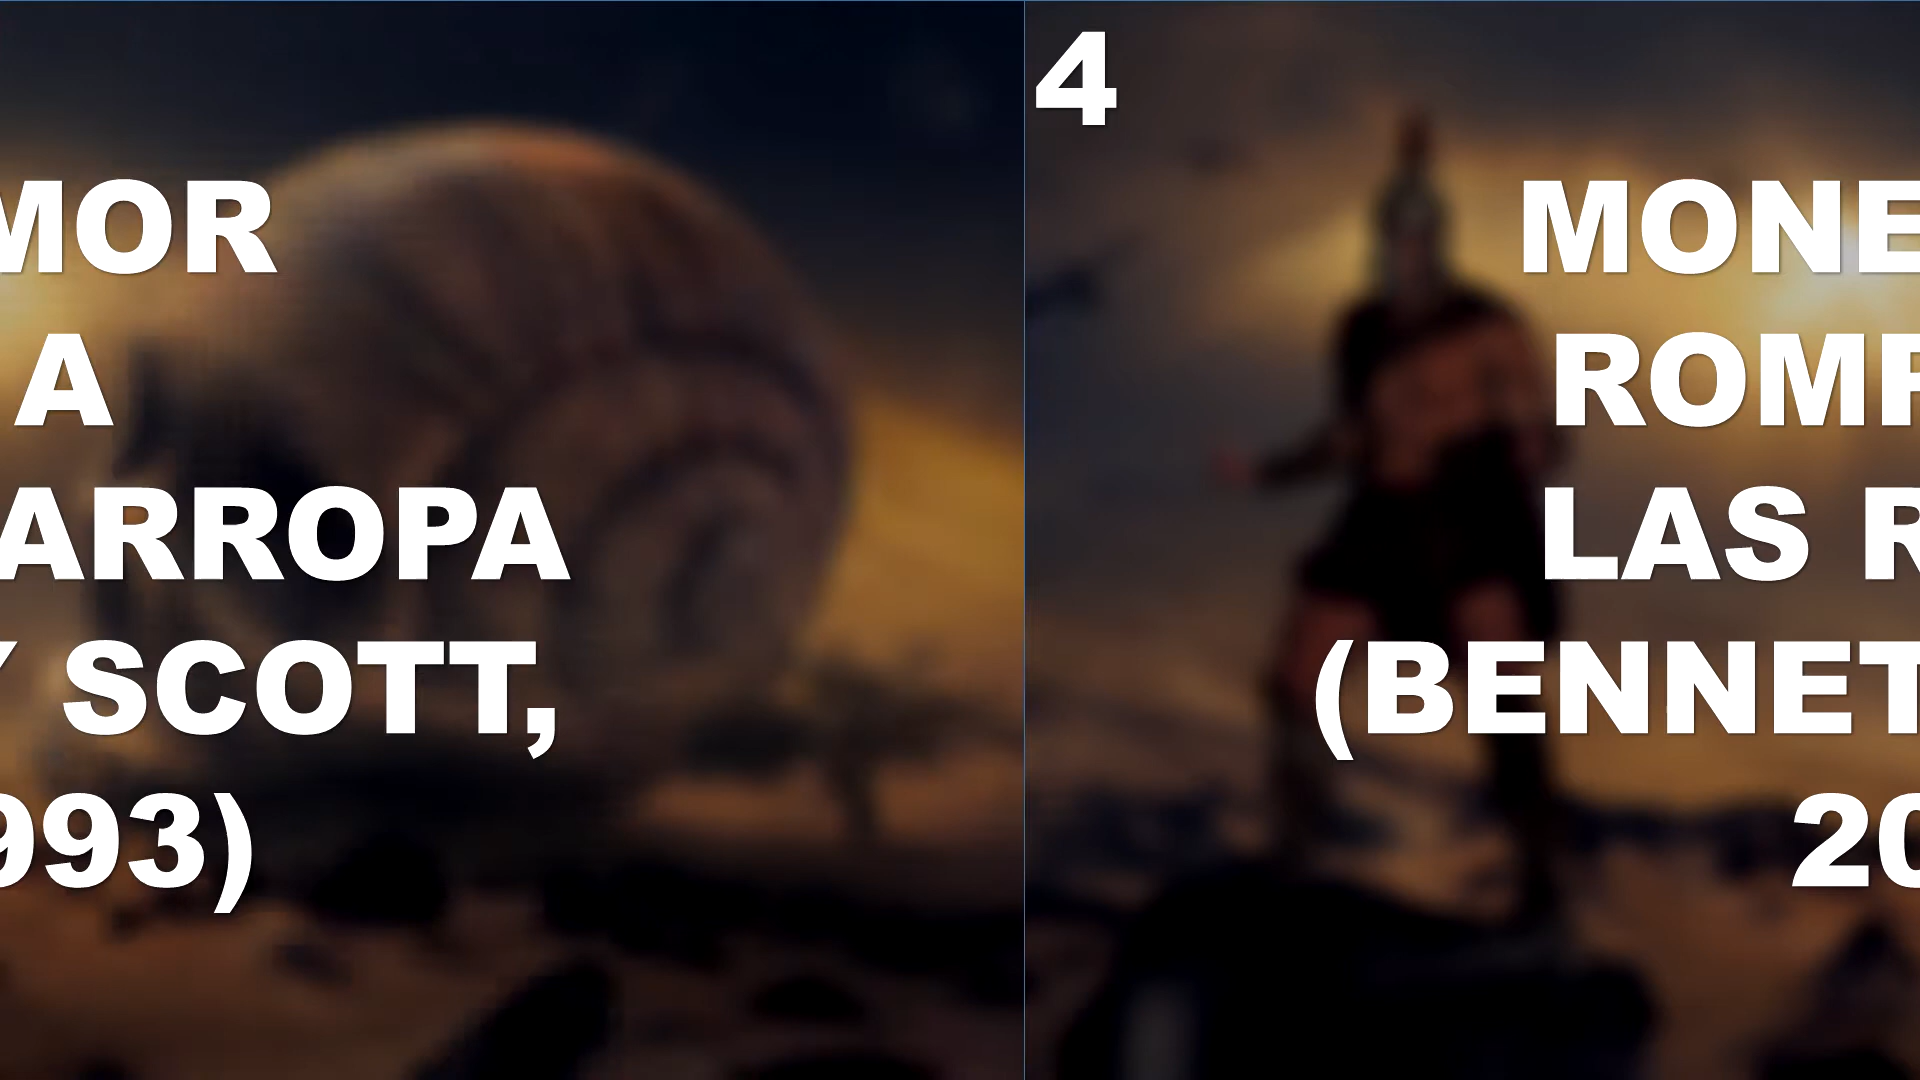 MOR
A
ARROPA
SCOTT,
993)
4
MONE
ROMP
LAS R
(BENNET
20